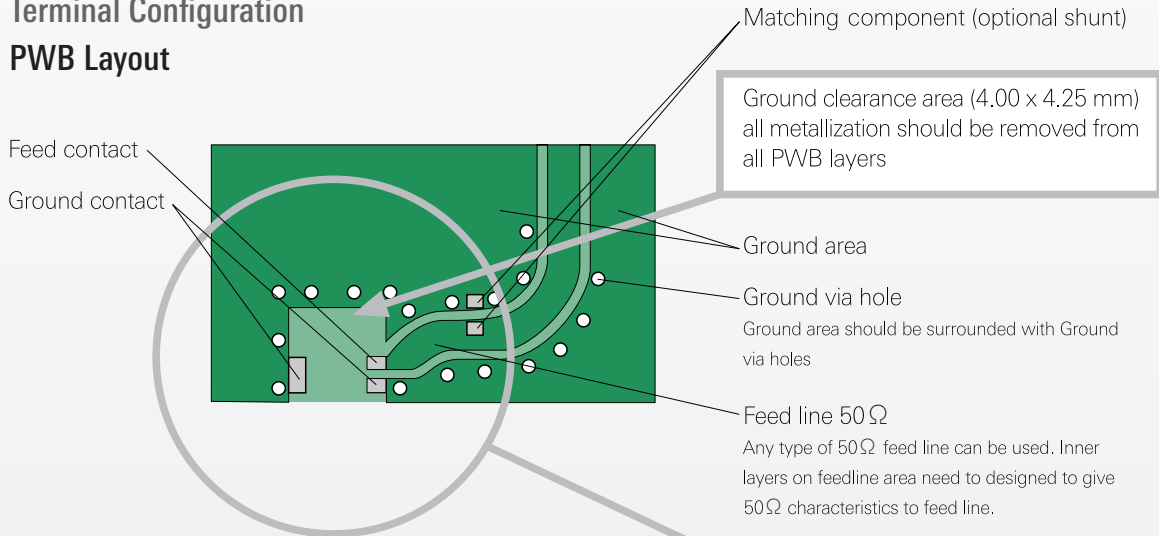 Terminal Configuration
PWB Layout
Matching component (optional shunt)
Ground clearance area (4.00 x 4.25 mm)
all metallization should be removed from
all PWB layers
Feed contact
Ground contact
Ground area
Ground via hole
Ground area should be surrounded with Ground
via holes
Feed line 50Ω
Any type of 50Ω feed line can be used. Inner
layers on feedline area need to designed to give
50Ω characteristics to feed line.